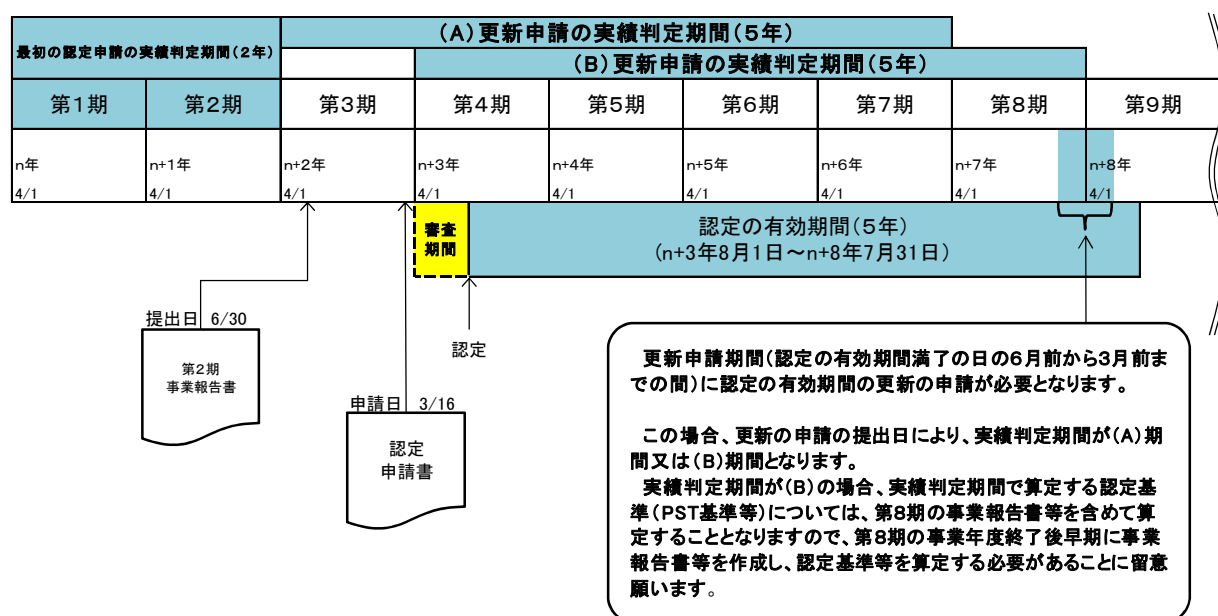 最初の認定申請の実績判定期間(2年)
(A)更新申請の実績判定期間(5年)
(B)更新申請の実績判定期間(5年)
第1期
第2期
第3期
第4期
第5期
第6期
第7期
第8期
第9期
n年
4/1
n+1年
4/1
n+2年
4/1
n+3年
4/1
n+4年
4/1
n+5年
4/1
n+6年
4/1
n+7年
4/1
n+8年
4/1
審査
期間
認定の有効期間(5年)
(n+3年8月1日~n+8年7月31日)
提出日 6/30
第2期
事業報告書
認定
申請日 3/16
認定
申請書
更新申請期間(認定の有効期間満了の日の6月前から3月前ま
での間)に認定の有効期間の更新の申請が必要となります。
この場合、更新の申請の提出日により、実績判定期間が(A)期
間又は(B)期間となります。
実績判定期間が(B)の場合、実績判定期間で算定する認定基
準(PST基準等)については、第8期の事業報告書等を含めて算
定することとなりますので、第8期の事業年度終了後早期に事業
報告書等を作成し、認定基準等を算定する必要があることに留意
願います。